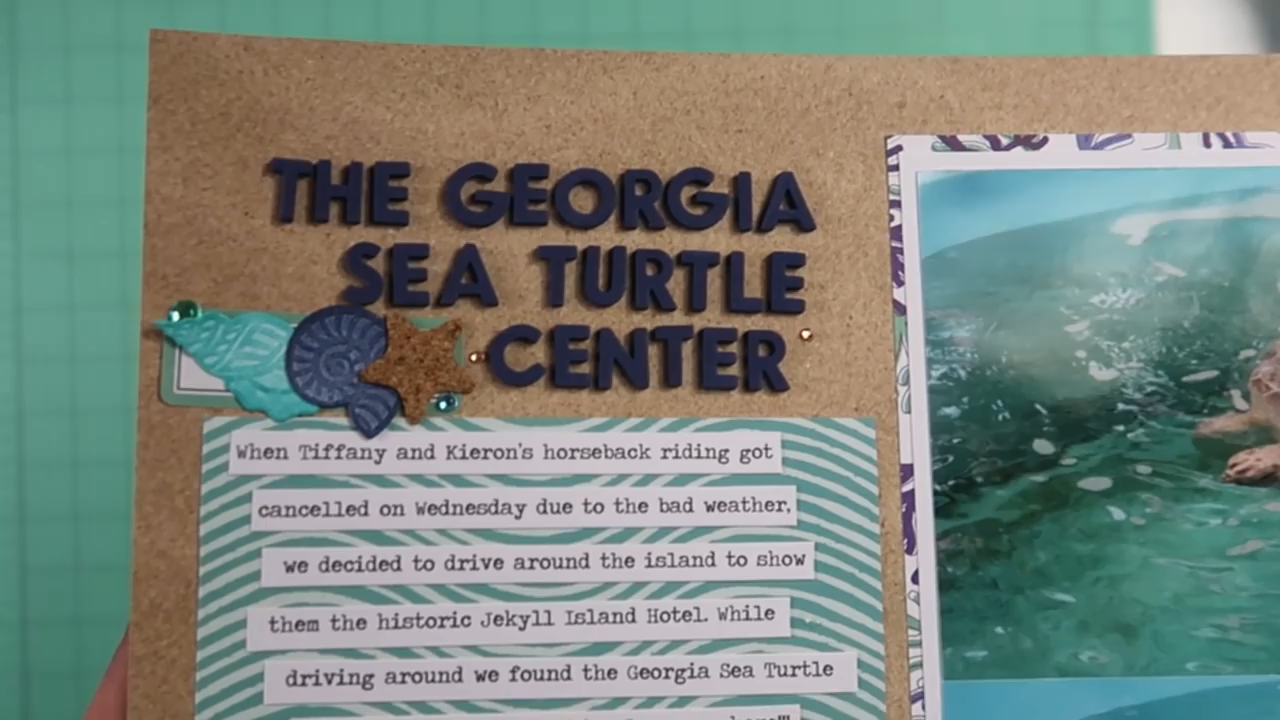 THE GEORGIA
SEA TURTLE
CENTER
When Tiffany and Kieron's horseback riding got
cancelled on Wednesday due to the bad weather,
we decided to drive around the island to show
them the historic Jekyll Island Hotel. While
driving around we found the Georgia Sea Turtle